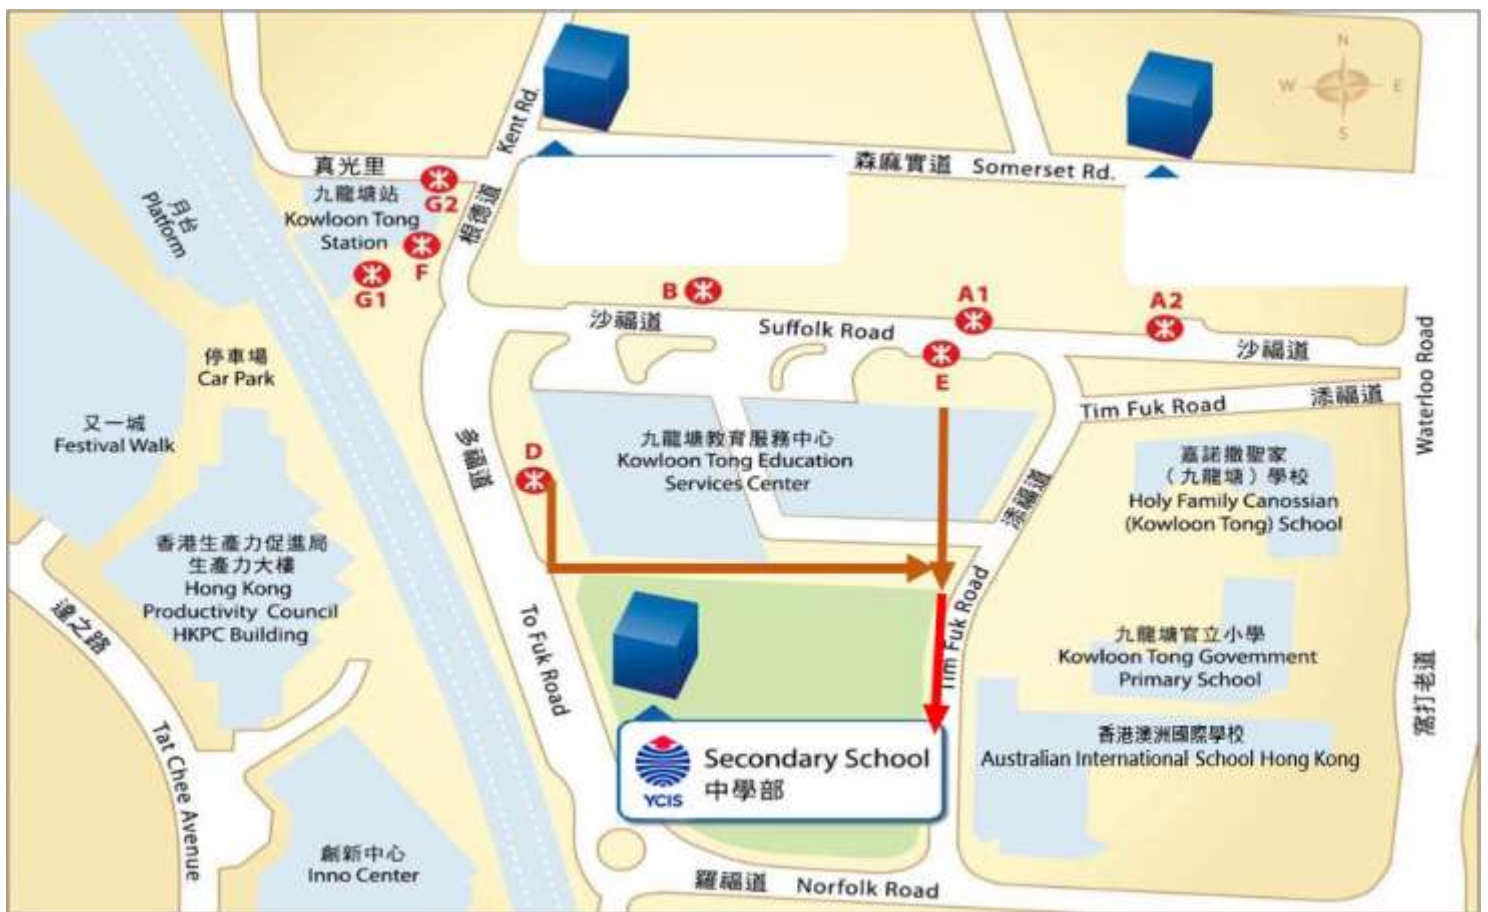 N
W
E
S
Kent Rd.
根德道
真光里
九龍塘站
Kowloon Tong
Station
G2
F
G1
月台
Platform
森麻實道 Somerset Rd.
B
A1
A2
沙福道
Suffolk Road
沙福道
E
Waterloo Road
窩打老道
停車場
Car Park
又一城
Festival Walk
Tim Fuk Road
添福道
多福道
D
九龍塘教育服務中心
Kowloon Tong Education
Services Center
添福道
嘉諾撒聖家
（九龍塘）學校
Holy Family Canossian
(Kowloon Tong) School
香港生產力促進局
生產力大樓
Hong Kong
Productivity Council
HKPC Building
達之路
To Fuk Road
Tim Fuk Road
九龍塘官立小學
Kowloon Tong Govemment
Primary School
香港澳洲國際學校
Australian International School Hong Kong
YCIS
Secondary School
中學部
Tat Chee Avenue
創新中心
Inno Center
羅福道 Norfolk Road